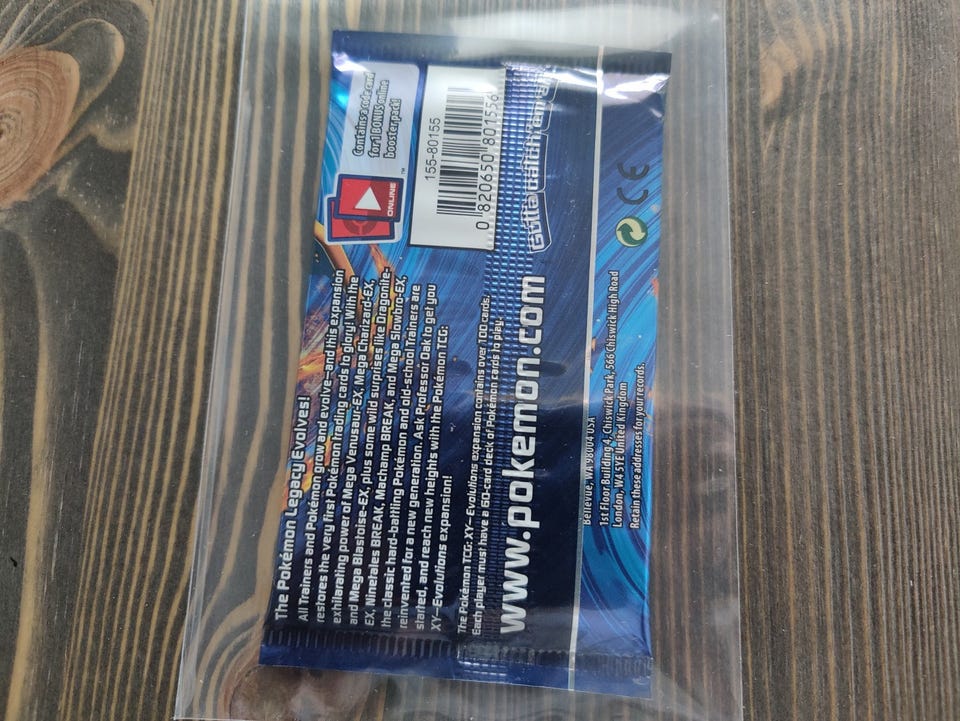 The Pokémon Legacy Evolves!
All Trainers and Pokémon grow and evolve—and this expansion
restores the very first Pokémon trading cards to glory! With the
exhilarating power of Mega Venusaur-EX, Mega Charizard-EX,
and Mega Blastoise-EX, plus some wild surprises like Dragonite-
EX, Ninetales BREAK, Machamp BREAK, and Mega Slowbro-EX,
the classic hard-battling Pokémon and old-school Trainers are
reinvented for a new generation. Ask Professor Oak to get you
started, and reach new heights with the Pokémon TCG:
XY—Evolutions expansion!
Contains a code card
for 1 BONUS online
booster pack!
ONLINE
™
155-80155
0 820650 801556
The Pokémon TCG: XY—Evolutions expansion contains over 100 cards.
Each player must have a 60-card deck of Pokémon cards to play.
www.pokemon.com
Gotta catch 'em all
Bellevue, WA 98004 USA
1st Floor Building 4, Chiswick Park, 566 Chiswick High Road
London, W4 5YE United Kingdom
Retain these addresses for your records.
CE